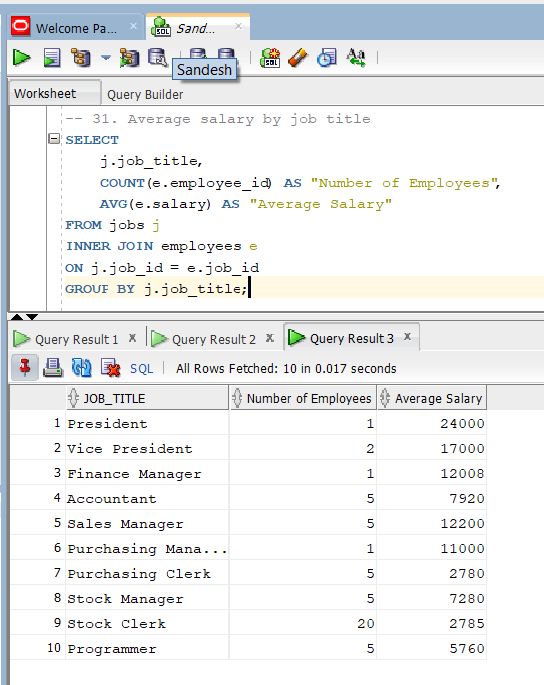 Welcome Pa...
SQL
Sand...
SQL
Sandesh
Worksheet
Query Builder
-- 31. Average salary by job title
SELECT
j.job_title,
COUNT(e.employee_id) AS "Number of Employees",
AVG(e.salary) AS "Average Salary"
FROM jobs j
INNER JOIN employees e
ON j.job_id = e.job_id
GROUP BY j.job_title;
Query Result 1
Query Result 2
Query Result 3
SQL
All Rows Fetched: 10 in 0.017 seconds
JOB_TITLE Number of Employees Average Salary
1 President 1 24000
2 Vice President 2 17000
3 Finance Manager 1 12008
4 Accountant 5 7920
5 Sales Manager 5 12200
6 Purchasing Mana... 1 11000
7 Purchasing Clerk 5 2780
8 Stock Manager 5 7280
9 Stock Clerk 20 2785
10 Programmer 5 5760